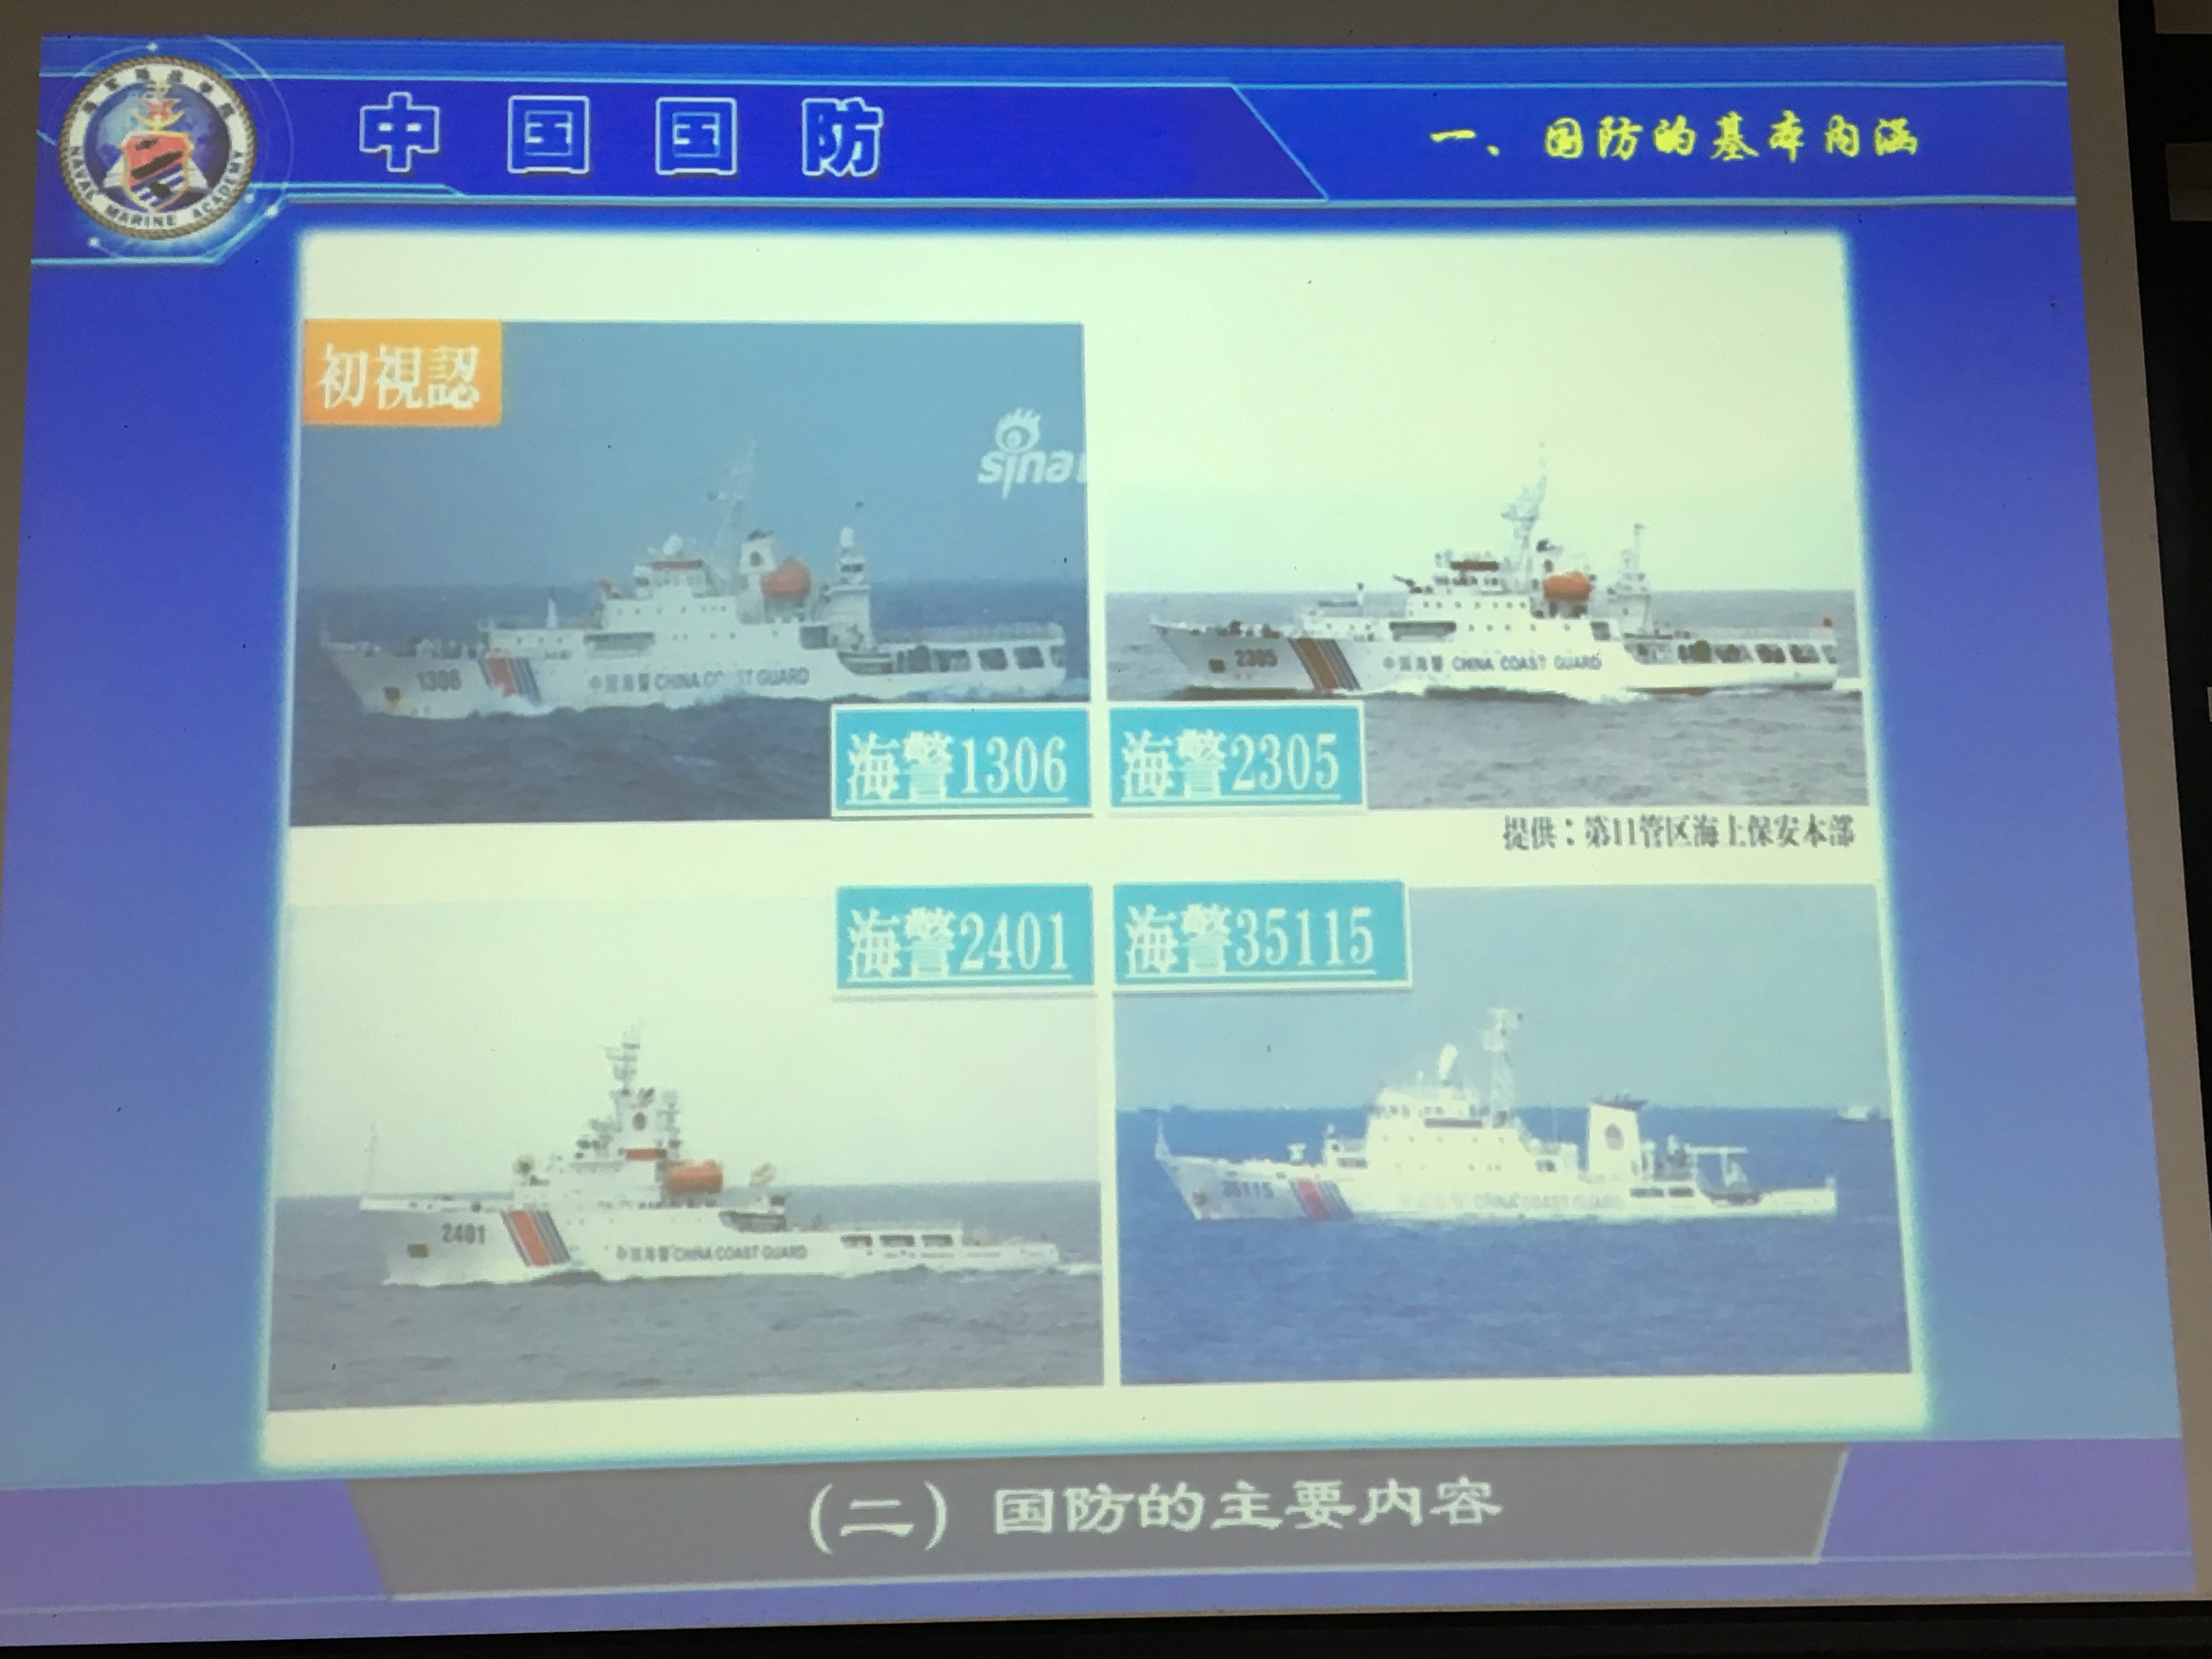 中国国防
一、国防的基本内涵
NAVAL MARINE ACADEMY
初視認
sina
1306
中国海警 CHINA COAST GUARD
海警1306
2305
中国海警 CHINA COAST GUARD
海警2305
提供：第11管区海上保安本部
海警2401
2401
中国海警 CHINA COAST GUARD
海警35115
35115
CHINA COAST GUARD
(二) 国防的主要内容